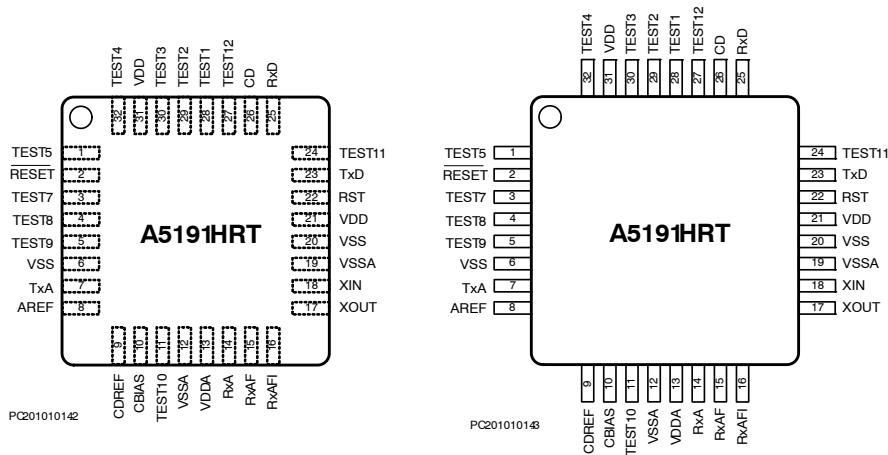 TEST4 VDD TEST3 TEST2 TEST1 TEST12 CD RxD
32 31 30 29 28 27 26 25
TEST5 1
RESET 2
TEST7 3
TEST8 4
TEST9 5
VSS 6
TxA 7
AREF 8
A5191HRT
24 TEST11
23 TxD
22 RST
21 VDD
20 VSS
19 VSSA
18 XIN
17 XOUT
9 10 11 12 13 14 15 16
CDREF CBIAS TEST10 VSSA VDDA RxA RxAF RxAFI
PC201010142
TEST4 VDD TEST3 TEST2 TEST1 TEST12 CD RxD
32 31 30 29 28 27 26 25
TEST5 1
RESET 2
TEST7 3
TEST8 4
TEST9 5
VSS 6
TxA 7
AREF 8
A5191HRT
24 TEST11
23 TxD
22 RST
21 VDD
20 VSS
19 VSSA
18 XIN
17 XOUT
9 10 11 12 13 14 15 16
CDREF CBIAS TEST10 VSSA VDDA RxA RxAF RxAFI
PC201010143